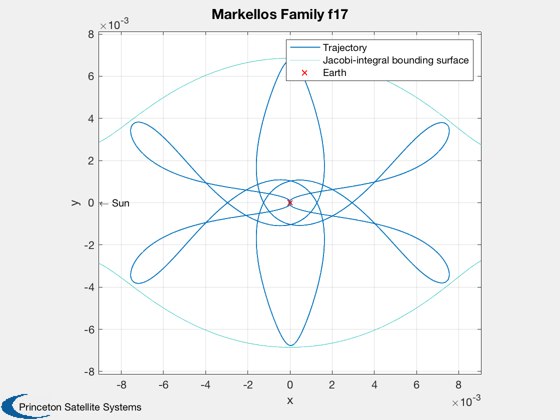 Markellos Family f17
×10⁻³
Trajectory
Jacobi-integral bounding surface
Earth
8
6
4
2
0
-2
-4
-6
-8
y
← Sun
-8 -6 -4 -2 0 2 4 6 8
x
×10⁻³
Princeton Satellite Systems